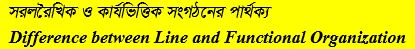 সরলরৈখিক ও কার্যভিত্তিক সংগঠনের পার্থক্য
Difference between Line and Functional Organization